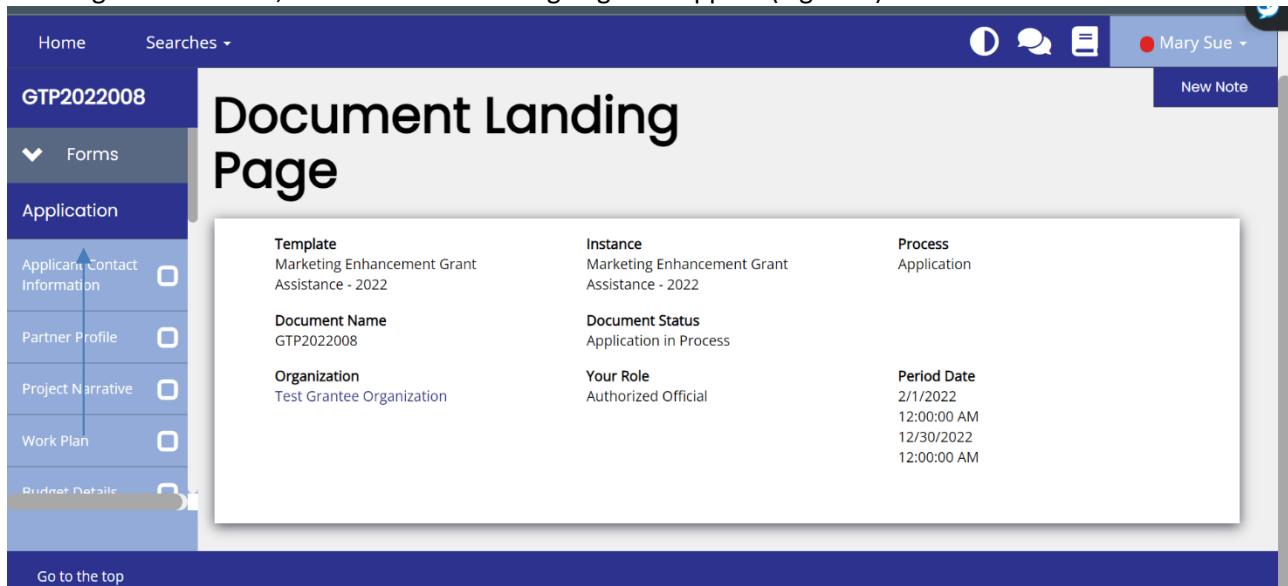 Home Searches
Mary Sue
GTP2022008
New Note
Document Landing
Page
Forms
Application
Applicant Contact
Information
Partner Profile
Project Narrative
Work Plan
Budget Details
Template
Marketing Enhancement Grant
Assistance - 2022
Instance
Marketing Enhancement Grant
Assistance - 2022
Process
Application
Document Name
GTP2022008
Document Status
Application in Process
Organization
Test Grantee Organization
Your Role
Authorized Official
Period Date
2/1/2022
12:00:00 AM
12/30/2022
12:00:00 AM
Go to the top